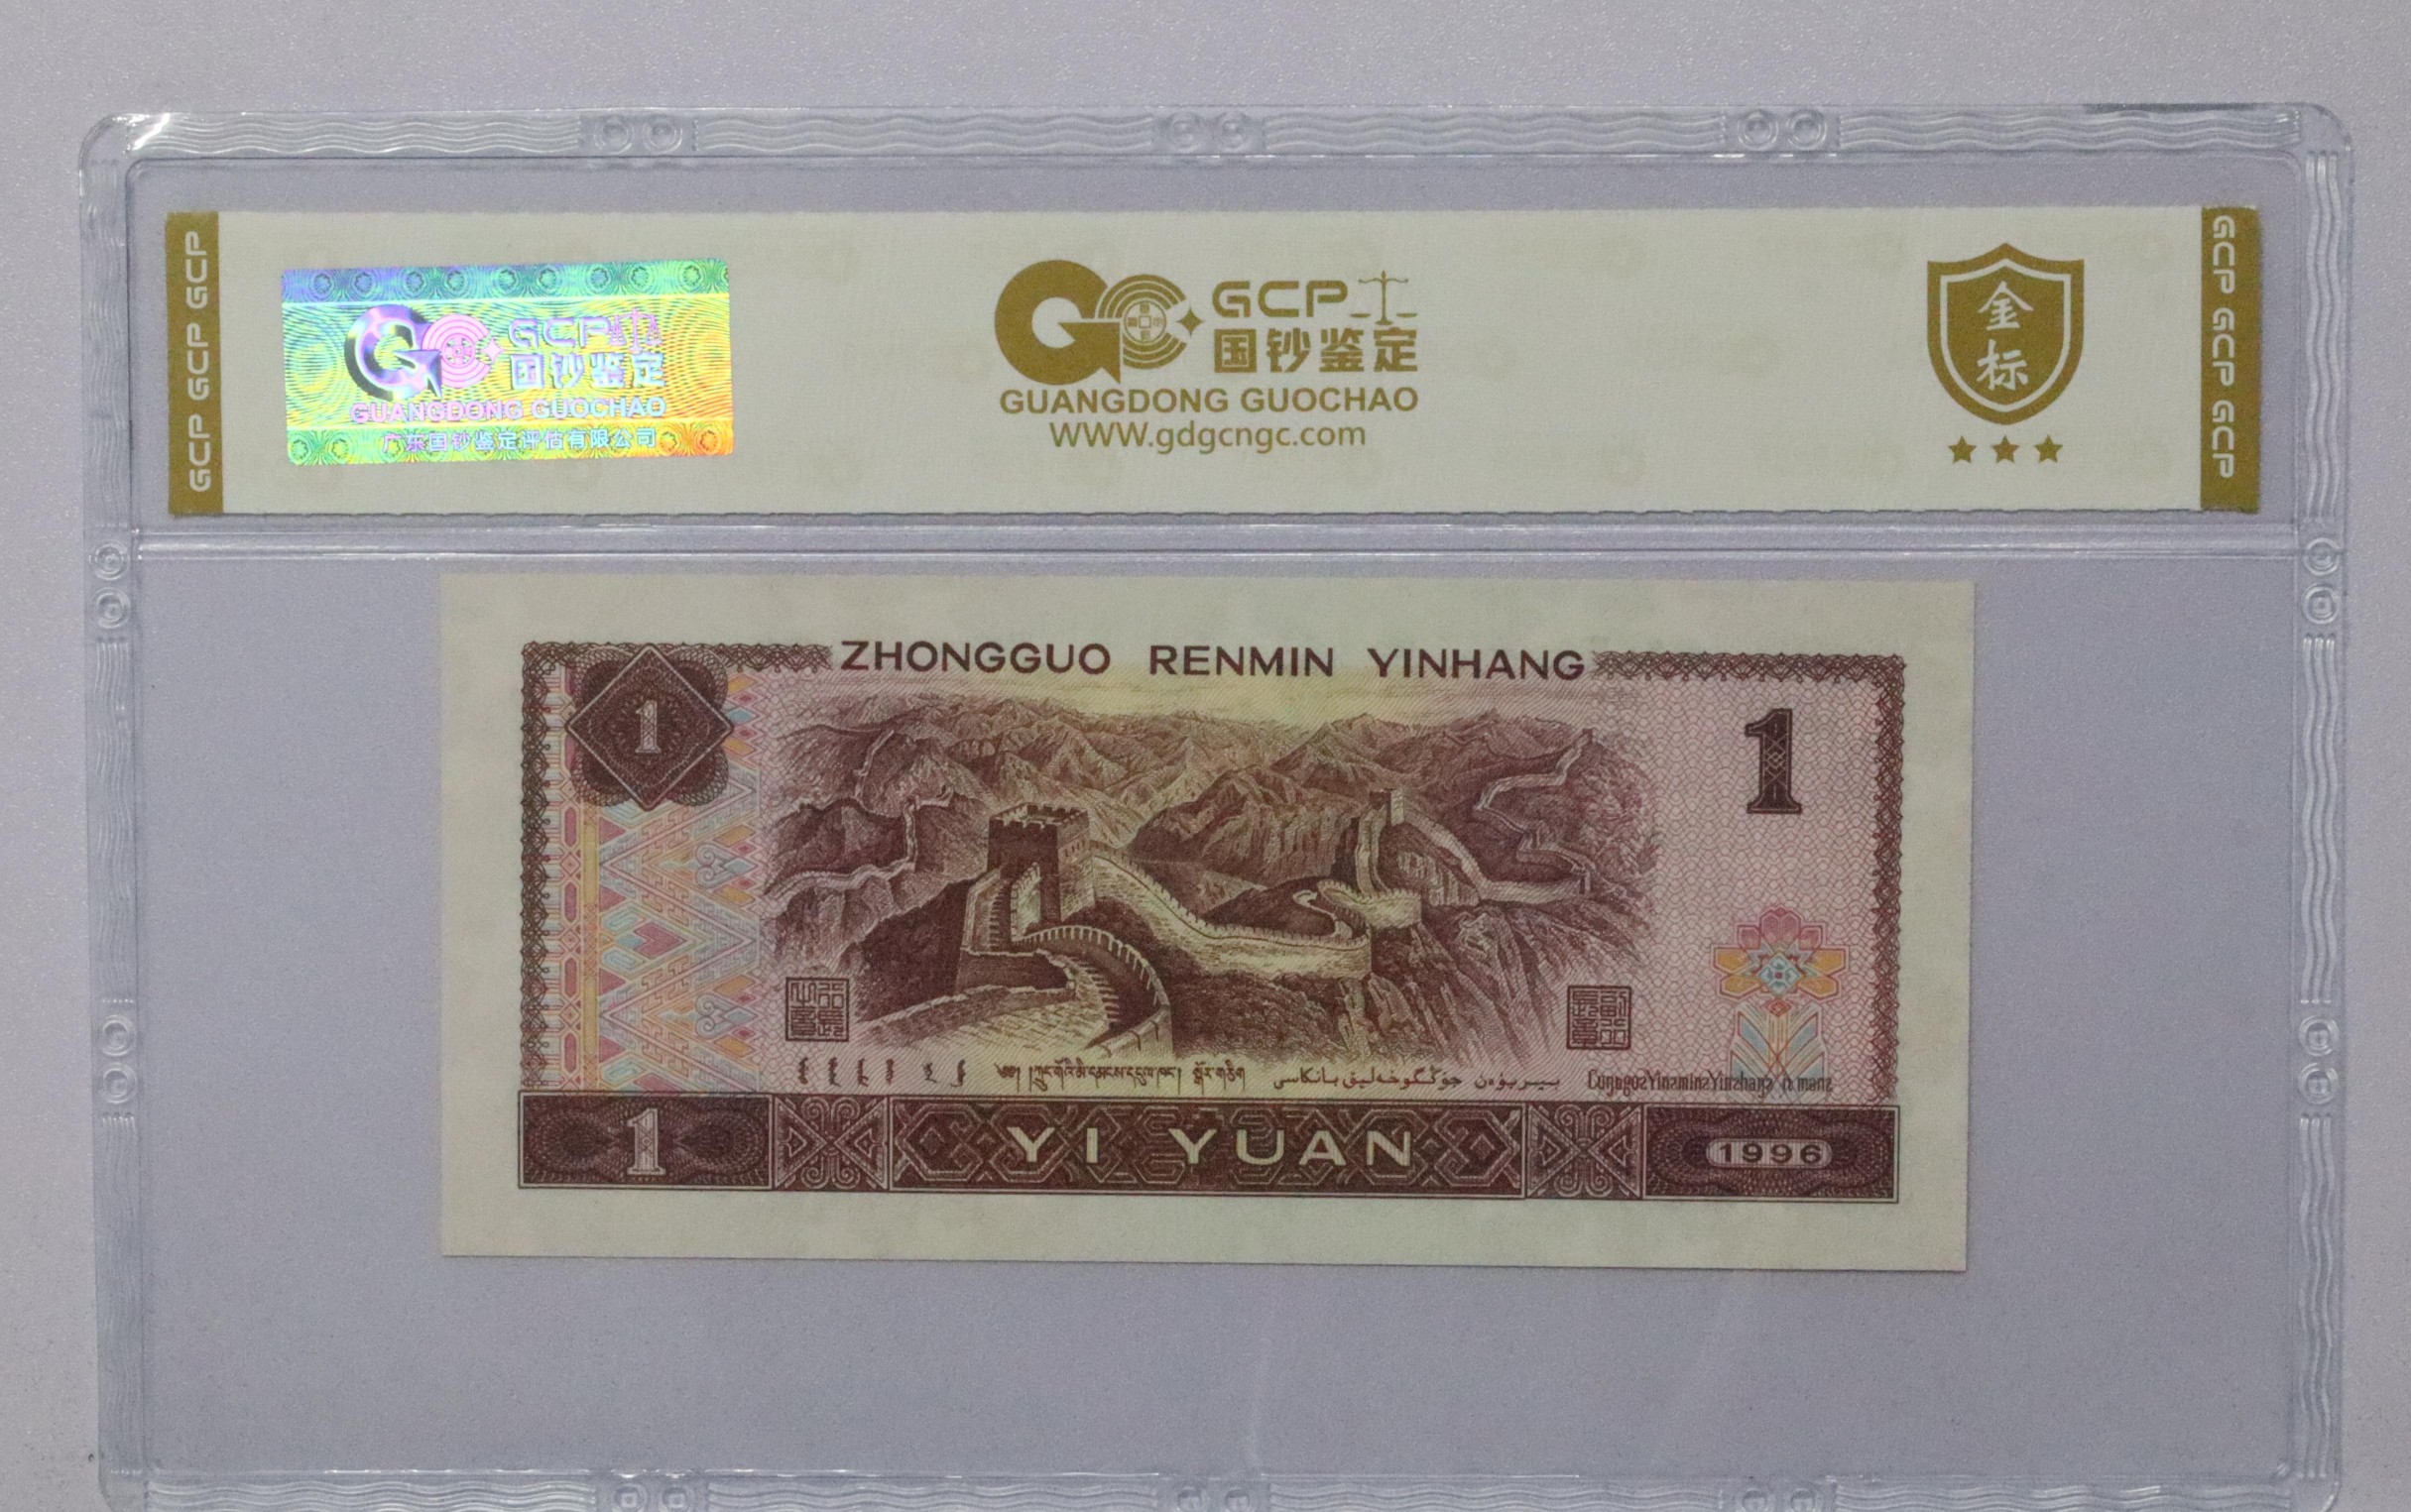 GCP GCP GCP
GCP
国钞鉴定
GUANGDONG GUOCHAO
广东国钞鉴定评估有限公司
GCP
国钞鉴定
GUANGDONG GUOCHAO
WWW.gdgcngc.com
金
标
GCP GCP GCP
ZHONGGUO RENMIN YINHANG
1
1
1
YI YUAN
1996